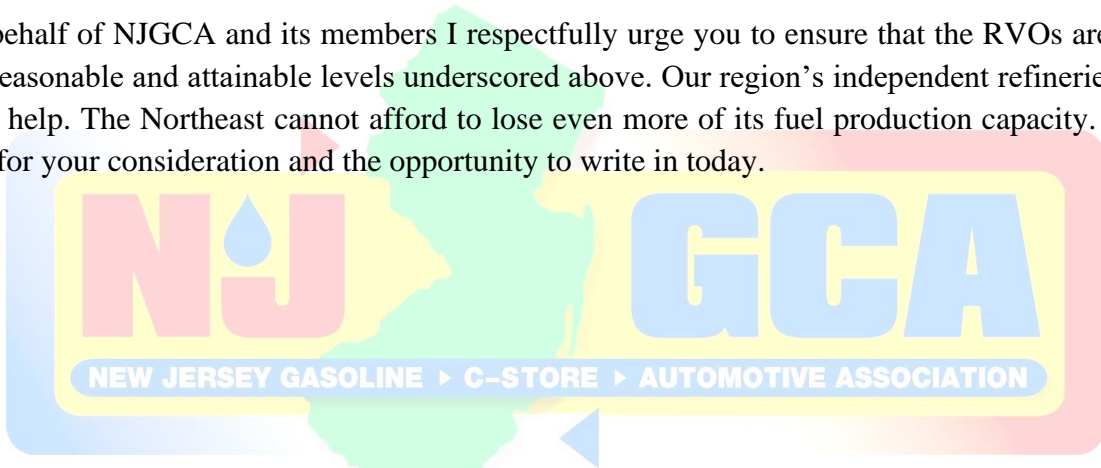 behalf of NJGCA and its members I respectfully urge you to ensure that the RVOs are
easonable and attainable levels underscored above. Our region's independent refinerie
help. The Northeast cannot afford to lose even more of its fuel production capacity.
for your consideration and the opportunity to write in today.
NJ GCA
NEW JERSEY GASOLINE ▸ C-STORE ▸ AUTOMOTIVE ASSOCIATION